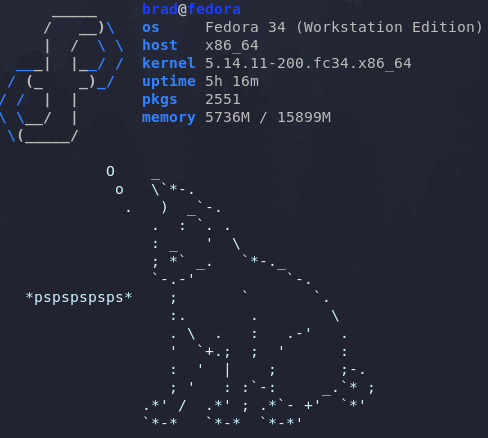 brad@fedora
os Fedora 34 (Workstation Edition)
host x86_64
kernel 5.14.11-200.fc34.x86_64
uptime 5h 16m
pkgs 2551
memory 5736M / 15899M
*pspspspsps*